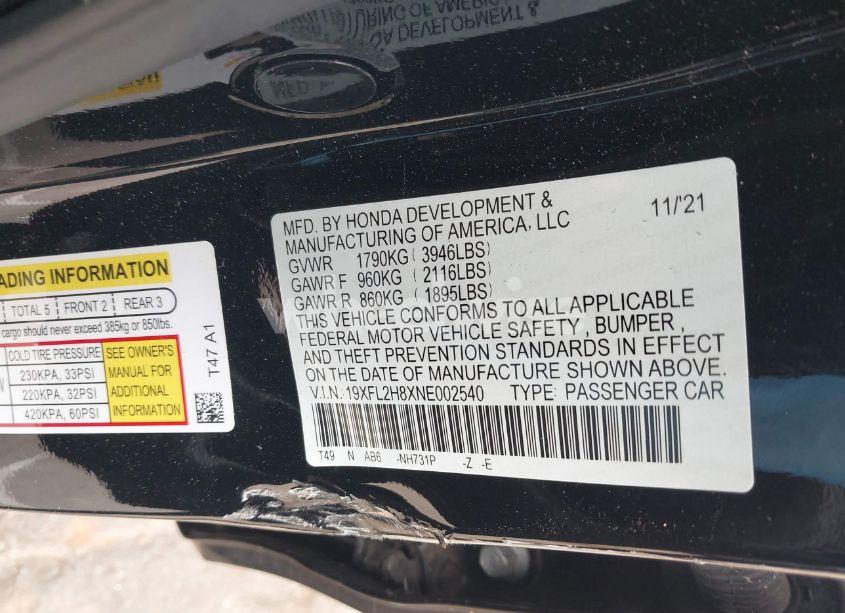 MFD. BY HONDA DEVELOPMENT &
MANUFACTURING OF AMERICA, LLC
11/'21
GVWR 1790KG ( 3946LBS)
GAWR F 960KG ( 2116LBS)
GAWR R 860KG ( 1895LBS)
THIS VEHICLE CONFORMS TO ALL APPLICABLE
FEDERAL MOTOR VEHICLE SAFETY , BUMPER ,
AND THEFT PREVENTION STANDARDS IN EFFECT
ON THE DATE OF MANUFACTURE SHOWN ABOVE.
V.I.N. 19XFL2H8XNE002540 TYPE: PASSENGER CAR
T49 N AB6 -NH731P -Z -E
ADING INFORMATION
TOTAL 5 FRONT 2 REAR 3
cargo should never exceed 385kg or 850lbs.
COLD TIRE PRESSURE
230KPA, 33PSI
220KPA, 32PSI
420KPA, 60PSI
SEE OWNER'S
MANUAL FOR
ADDITIONAL
INFORMATION
T47 A1